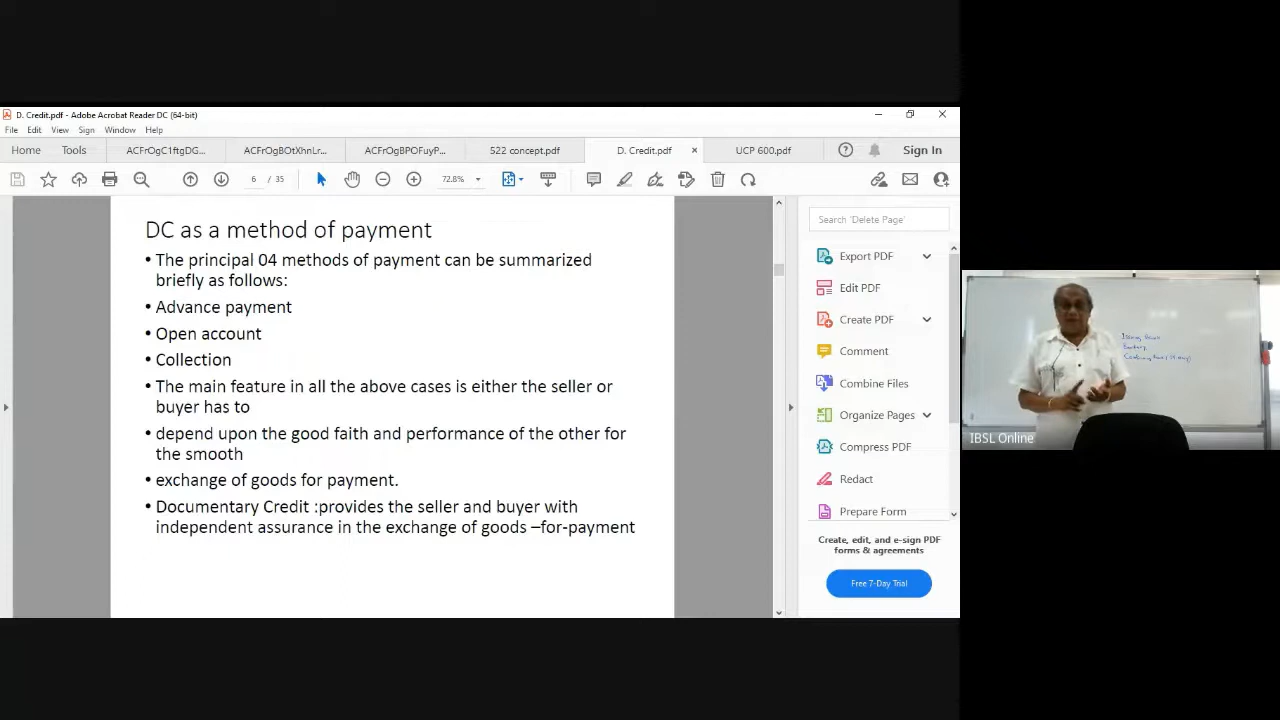 D. Credit.pdf - Adobe Acrobat Reader DC (64-bit)
File Edit View Sign Window Help
Home Tools ACFrOgC1ftgDG... ACFrOgBOtXhnLr... ACFrOgBPOFuyP... 522 concept.pdf D. Credit.pdf × UCP 600.pdf Sign In
6 / 35 72.8%
DC as a method of payment
• The principal 04 methods of payment can be summarized
briefly as follows:
• Advance payment
• Open account
• Collection
• The main feature in all the above cases is either the seller or
buyer has to
• depend upon the good faith and performance of the other for
the smooth
• exchange of goods for payment.
• Documentary Credit :provides the seller and buyer with
independent assurance in the exchange of goods –for-payment
Search 'Delete Page'
Export PDF
Edit PDF
Create PDF
Comment
Combine Files
Organize Pages
Compress PDF
Redact
Prepare Form
Create, edit, and e-sign PDF
forms & agreements
Free 7-Day Trial
IBSL Online